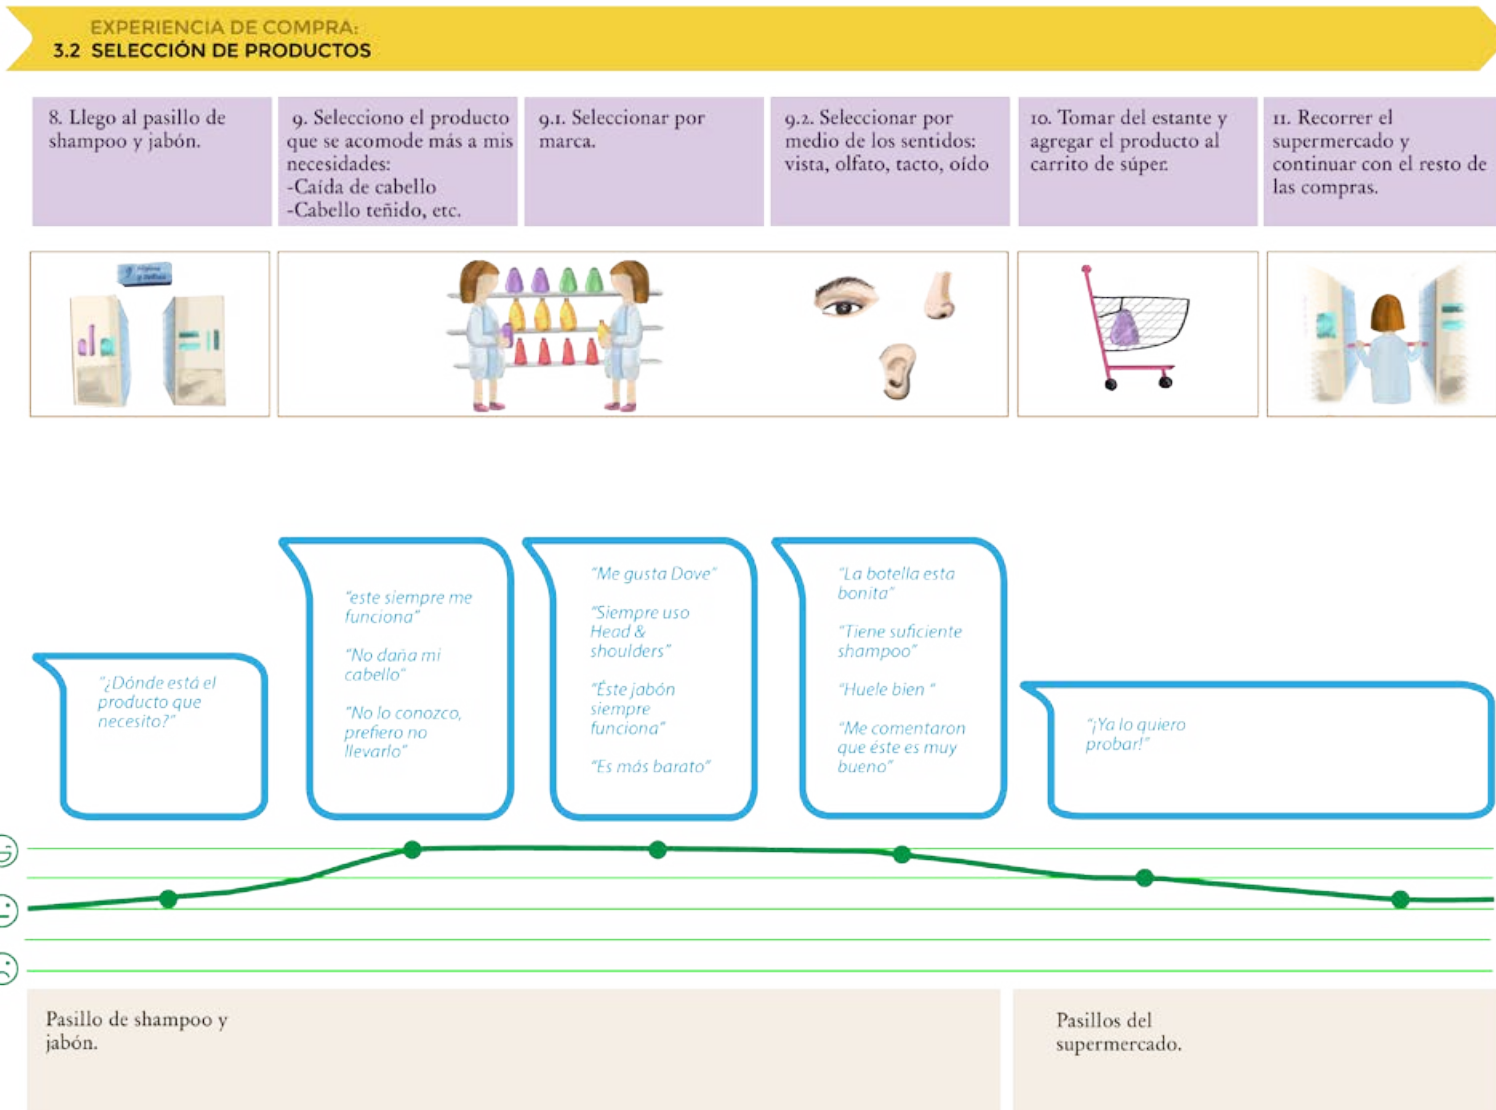 EXPERIENCIA DE COMPRA:
3.2 SELECCIÓN DE PRODUCTOS
8. Llego al pasillo de
shampoo y jabón.
9. Selecciono el producto
que se acomode más a mis
necesidades:
-Caída de cabello
-Cabello teñido, etc.
9.1. Seleccionar por
marca.
9.2. Seleccionar por
medio de los sentidos:
vista, olfato, tacto, oído
10. Tomar del estante y
agregar el producto al
carrito de súper.
11. Recorrer el
supermercado y
continuar con el resto de
las compras.
"¿Dónde está el
producto que
necesito?"
"este siempre me
funciona"
"No daña mi
cabello"
"No lo conozco,
prefiero no
llevarlo"
"Me gusta Dove"
"Siempre uso
Head &
shoulders"
"Éste jabón
siempre
funciona"
"Es más barato"
"La botella esta
bonita"
"Tiene suficiente
shampoo"
"Huele bien "
"Me comentaron
que éste es muy
bueno"
"¡Ya lo quiero
probar!"
Pasillo de shampoo y
jabón.
Pasillos del
supermercado.